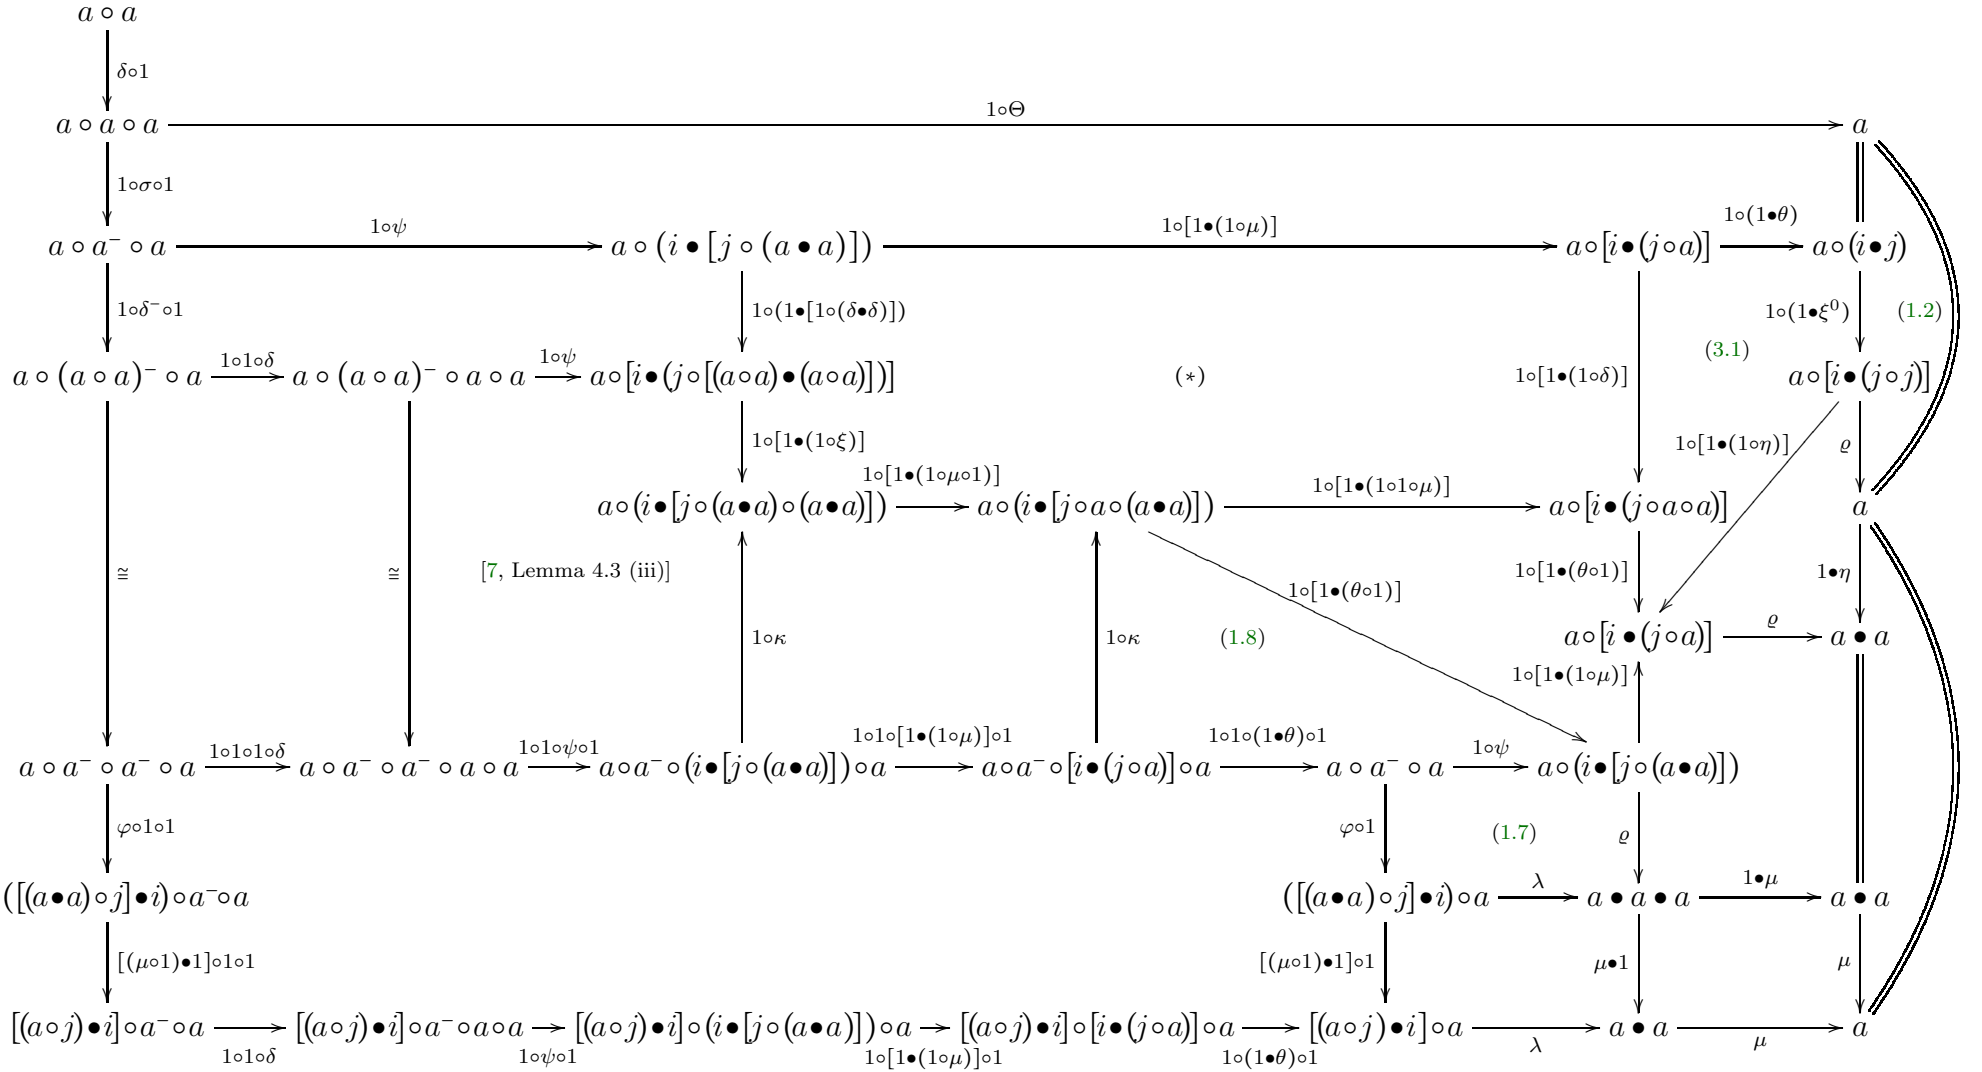 a ∘ a
δ∘1
1∘Θ
a ∘ a ∘ a
a
1∘σ∘1
1∘ψ
1∘[1•(1∘μ)]
1∘(1•θ)
a ∘ a⁻ ∘ a
a ∘ (i • [j ∘ (a • a)])
a∘[i•(j∘a)]
a∘(i•j)
1∘δ⁻∘1
1∘(1•[1∘(δ•δ)])
1∘(1•ξ⁰)
(1.2)
(3.1)
1∘1∘δ
1∘ψ
a ∘ (a ∘ a)⁻ ∘ a
a ∘ (a ∘ a)⁻ ∘ a ∘ a
a∘[i•(j∘[(a∘a)•(a∘a)])]
(*)
1∘[1•(1∘δ)]
a∘[i•(j∘j)]
1∘[1•(1∘ξ)]
1∘[1•(1∘η)]
ϱ
1∘[1•(1∘μ∘1)]
1∘[1•(1∘1∘μ)]
a∘(i•[j∘(a•a)∘(a•a)])
a∘(i•[j∘a∘(a•a)])
a∘[i•(j∘a∘a)]
a
≅
≅
[7, Lemma 4.3 (iii)]
1∘[1•(θ∘1)]
1∘[1•(θ∘1)]
1•η
1∘κ
1∘κ
(1.8)
a∘[i•(j∘a)]
ϱ
a • a
1∘[1•(1∘μ)]
1∘1∘1∘δ
1∘1∘ψ∘1
1∘1∘[1•(1∘μ)]∘1
1∘1∘(1•θ)∘1
1∘ψ
a ∘ a⁻ ∘ a⁻ ∘ a
a ∘ a⁻ ∘ a⁻ ∘ a ∘ a
a∘a⁻∘(i•[j∘(a•a)])∘a
a∘a⁻∘[i•(j∘a)]∘a
a ∘ a⁻ ∘ a
a∘(i•[j∘(a•a)])
φ∘1∘1
φ∘1
(1.7)
ϱ
([(a•a)∘j]•i)∘a⁻∘a
([(a•a)∘j]•i)∘a
λ
a • a • a
1•μ
a • a
[(μ∘1)•1]∘1∘1
[(μ∘1)•1]∘1
μ•1
μ
[(a∘j)•i]∘a⁻∘a
[(a∘j)•i]∘a⁻∘a∘a
[(a∘j)•i]∘(i•[j∘(a•a)])∘a
[(a∘j)•i]∘[i•(j∘a)]∘a
[(a∘j)•i]∘a
a • a
a
1∘1∘δ
1∘ψ∘1
1∘[1•(1∘μ)]∘1
1∘(1•θ)∘1
λ
μ